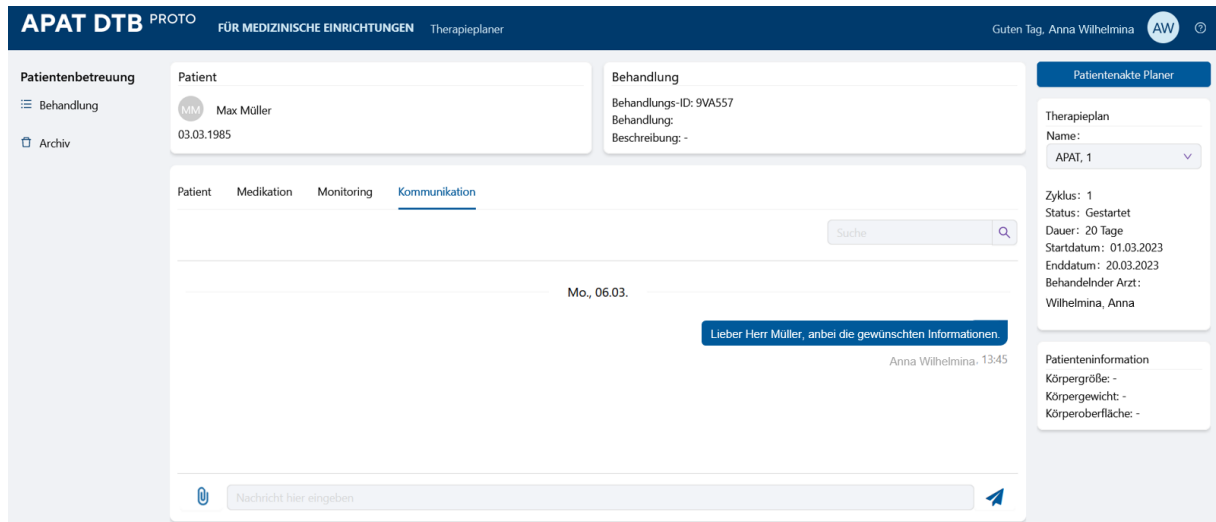 APAT DTB PROTO FÜR MEDIZINISCHE EINRICHTUNGEN Therapieplaner Guten Tag, Anna Wilhelmina AW
Patientenbetreuung
Behandlung
Archiv
Patient
MM Max Müller
03.03.1985
Behandlung
Behandlungs-ID: 9VA557
Behandlung:
Beschreibung: -
Patient Medikation Monitoring Kommunikation
Suche
Mo., 06.03.
Lieber Herr Müller, anbei die gewünschten Informationen.
Anna Wilhelmina- 13:45
Nachricht hier eingeben
Patientenakte Planer
Therapieplan
Name:
APAT, 1
Zyklus: 1
Status: Gestartet
Dauer: 20 Tage
Startdatum: 01.03.2023
Enddatum: 20.03.2023
Behandelnder Arzt:
Wilhelmina, Anna
Patienteninformation
Körpergröße: -
Körpergewicht: -
Körperoberfläche: -